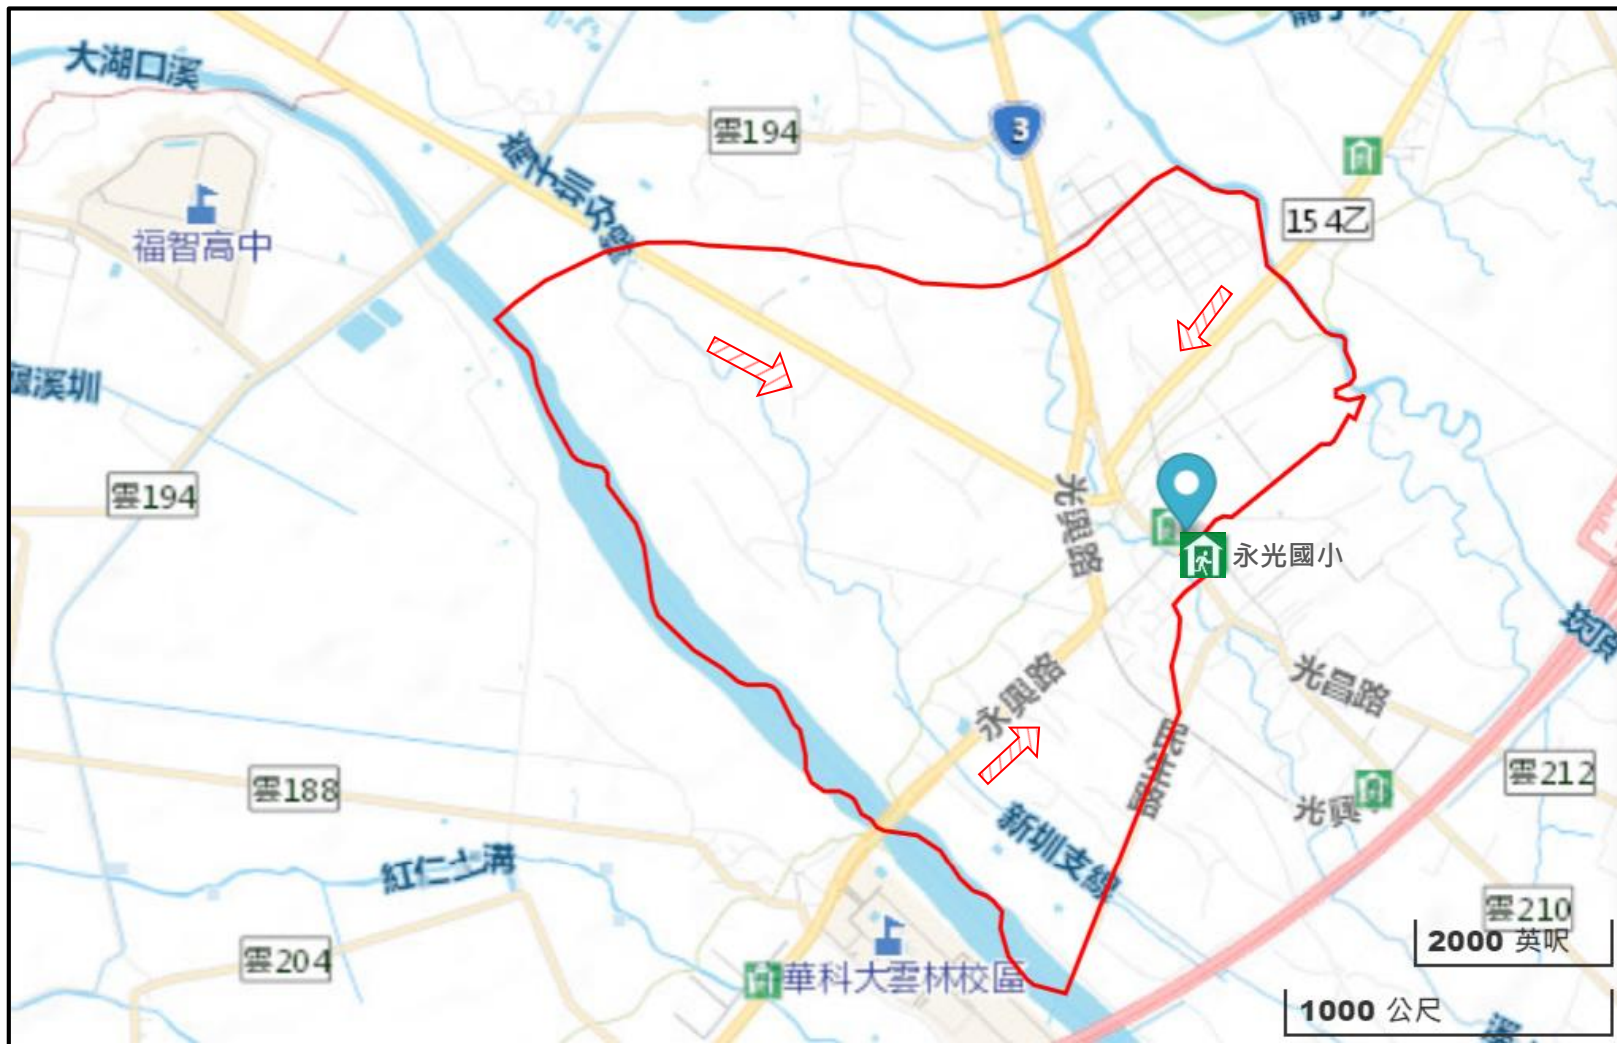 大湖口溪
雲194
3
154乙
福智高中
雲194
光興路
永光國小
永興路
光昌路
雲188
雲212
光興
新圳支線
紅仁土溝
雲210
雲204
華科大雲林校區
2000 英呎
1000 公尺